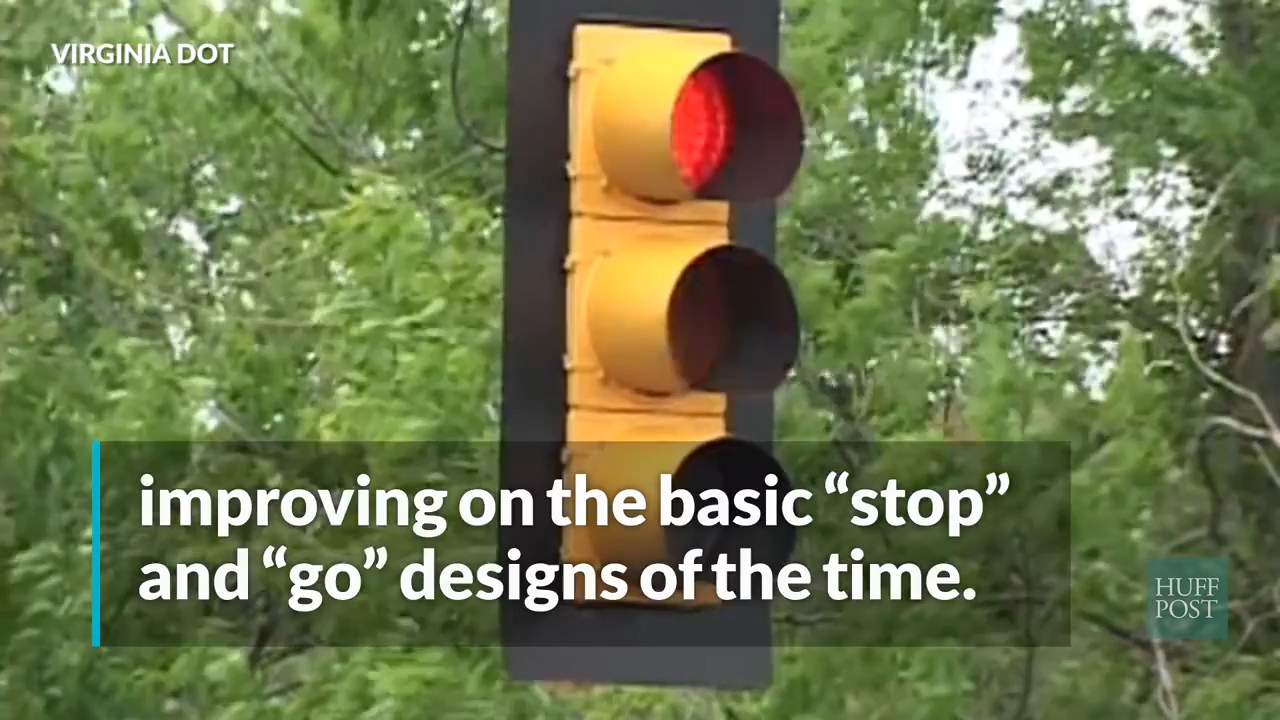 VIRGINIA DOT
improving on the basic “stop”
and “go” designs of the time.
HUFF
POST